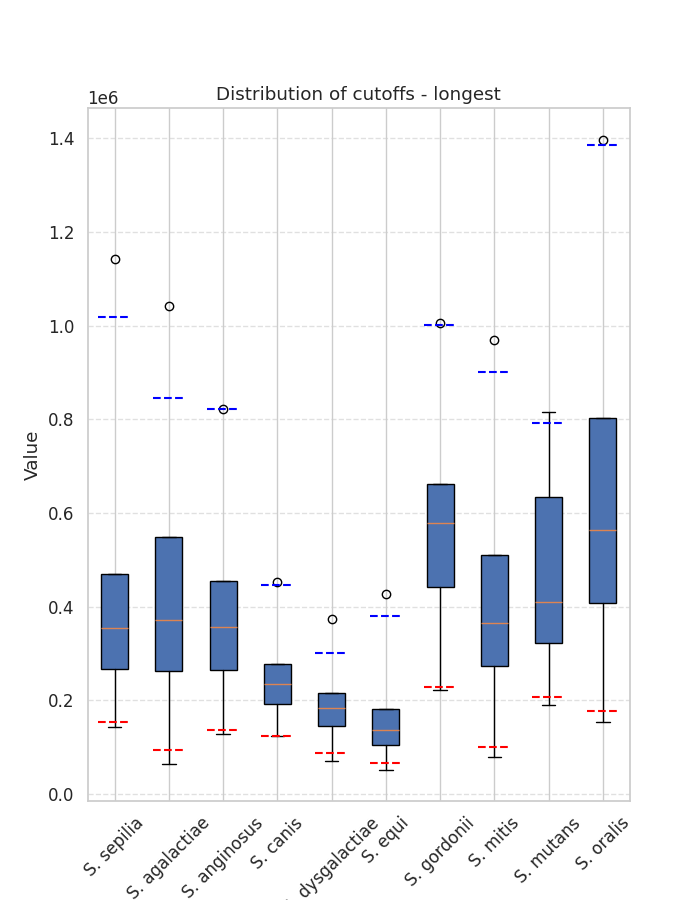 Distribution of cutoffs - longest
1e6
1.4
1.2
1.0
0.8
0.6
0.4
0.2
0.0
Value
S. sepilia
S. agalactiae
S. anginosus
S. canis
. dysgalactiae
S. equi
S. gordonii
S. mitis
S. mutans
S. oralis